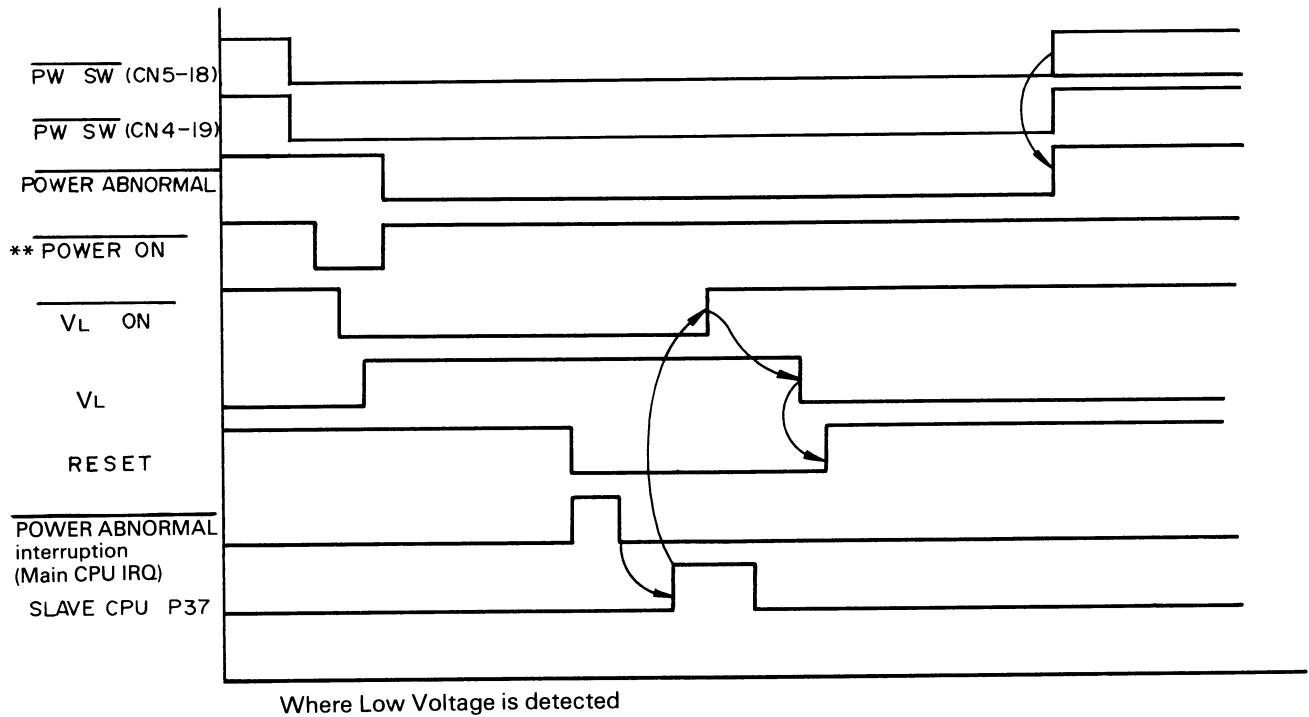 PW SW (CN5-18)
PW SW (CN4-19)
POWER ABNORMAL
** POWER ON
VL ON
VL
RESET
POWER ABNORMAL
interruption
(Main CPU IRQ)
SLAVE CPU P37
Where Low Voltage is detected